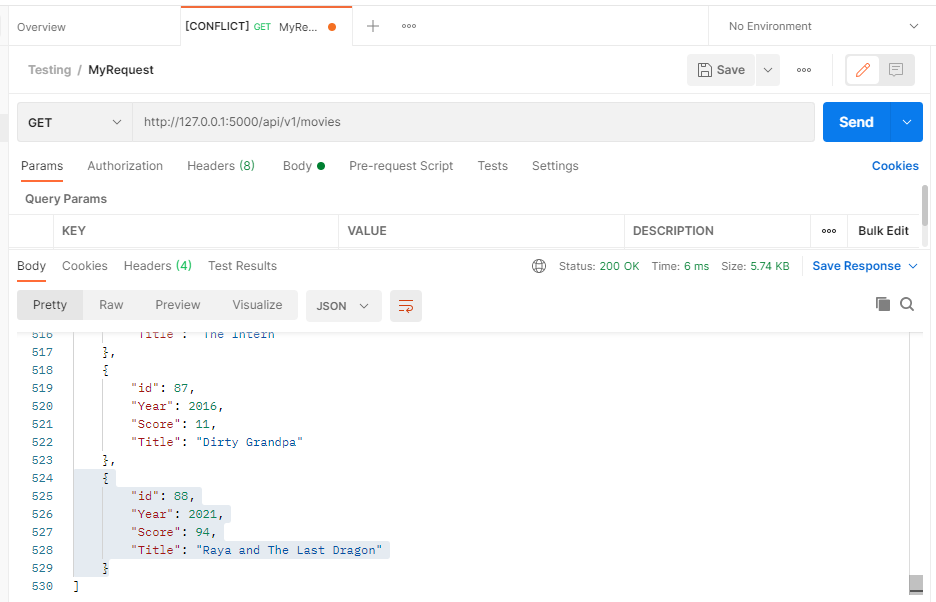 Overview
[CONFLICT] GET MyRe...
No Environment
Testing / MyRequest
Save
GET
http://127.0.0.1:5000/api/v1/movies
Send
Params Authorization Headers (8) Body Pre-request Script Tests Settings Cookies
Query Params
KEY VALUE DESCRIPTION Bulk Edit
Body Cookies Headers (4) Test Results Status: 200 OK Time: 6 ms Size: 5.74 KB Save Response
Pretty Raw Preview Visualize JSON
516 "Title": "The Intern"
517 },
518 {
519 "id": 87,
520 "Year": 2016,
521 "Score": 11,
522 "Title": "Dirty Grandpa"
523 },
524 {
525 "id": 88,
526 "Year": 2021,
527 "Score": 94,
528 "Title": "Raya and The Last Dragon"
529 }
530 ]